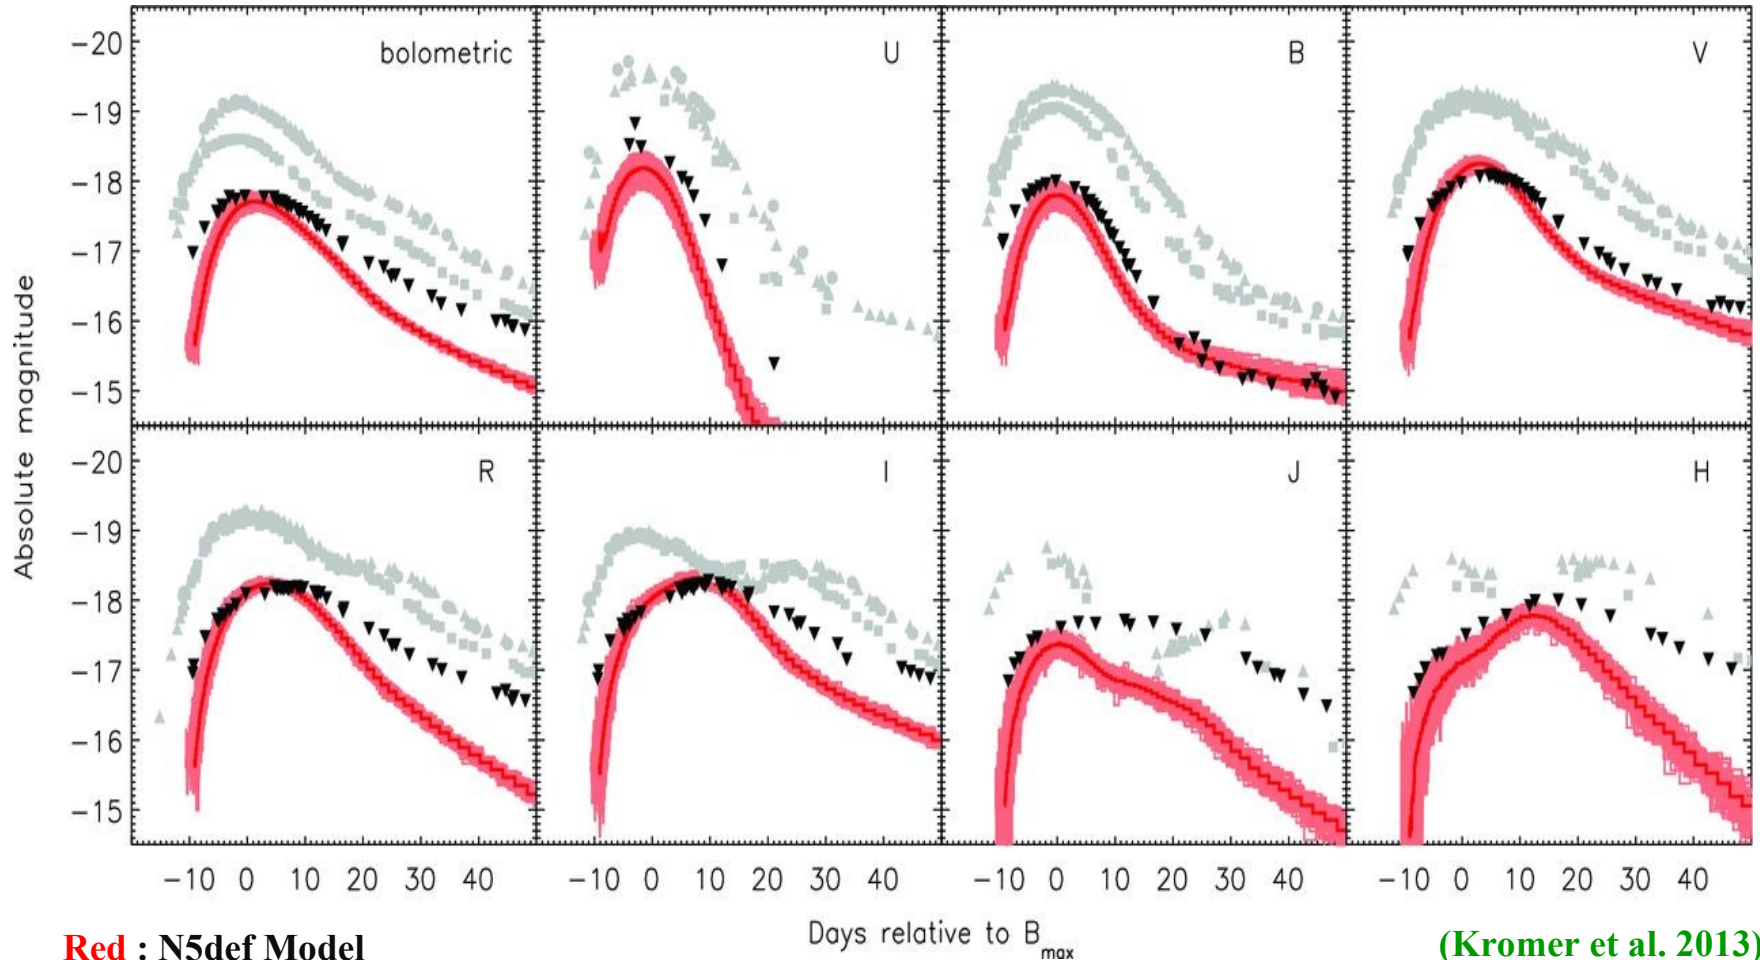 bolometric
U
B
V
-20
-19
-18
-17
-16
-15
R
I
J
H
-20
-19
-18
-17
-16
-15
Absolute magnitude
-10 0 10 20 30 40
-10 0 10 20 30 40
-10 0 10 20 30 40
-10 0 10 20 30 40
Days relative to Bmax
Red : N5def Model
(Kromer et al. 2013)